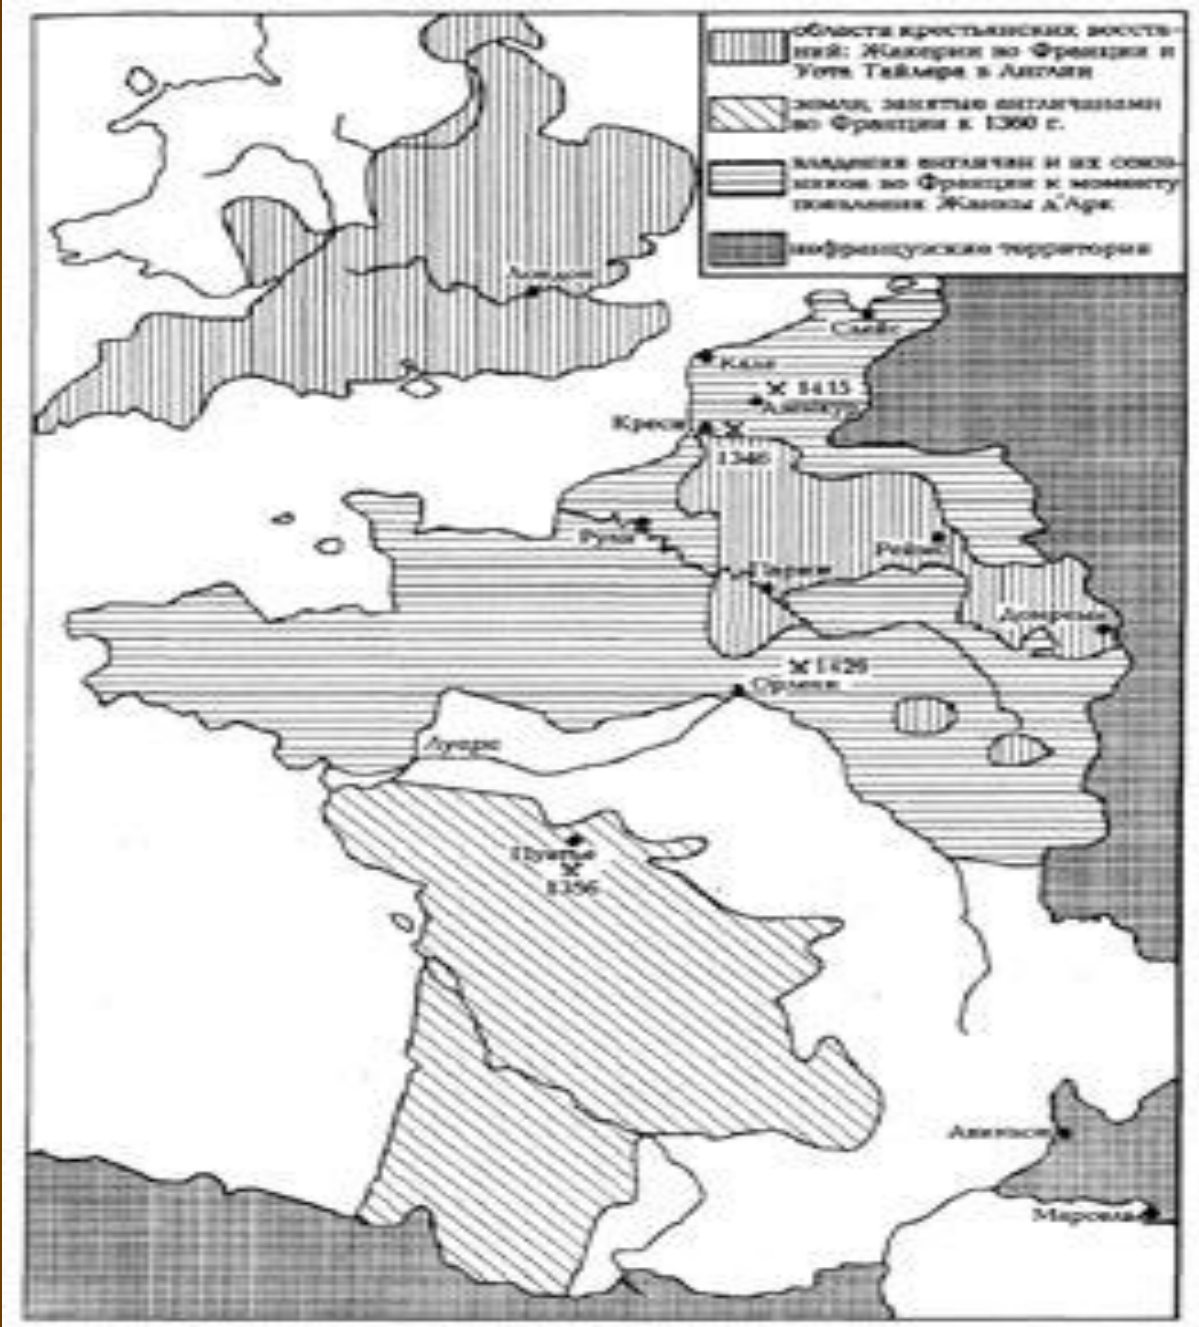 области крестьянских восста-
ний: Жакерии во Франции и
Уота Тайлера в Англии
земли, занятые англичанами
во Франции к 1360 г.
владения англичан и их союз-
ников во Франции к моменту
появления Жанны д'Арк
нефранцузские территории
Лондон
Слейс
Кале
1415
Азенкур
Креси
1346
Руан
Реймс
Париж
Домреми
Орлеан
Луара
Пуатье
1356
Авиньон
Марсель